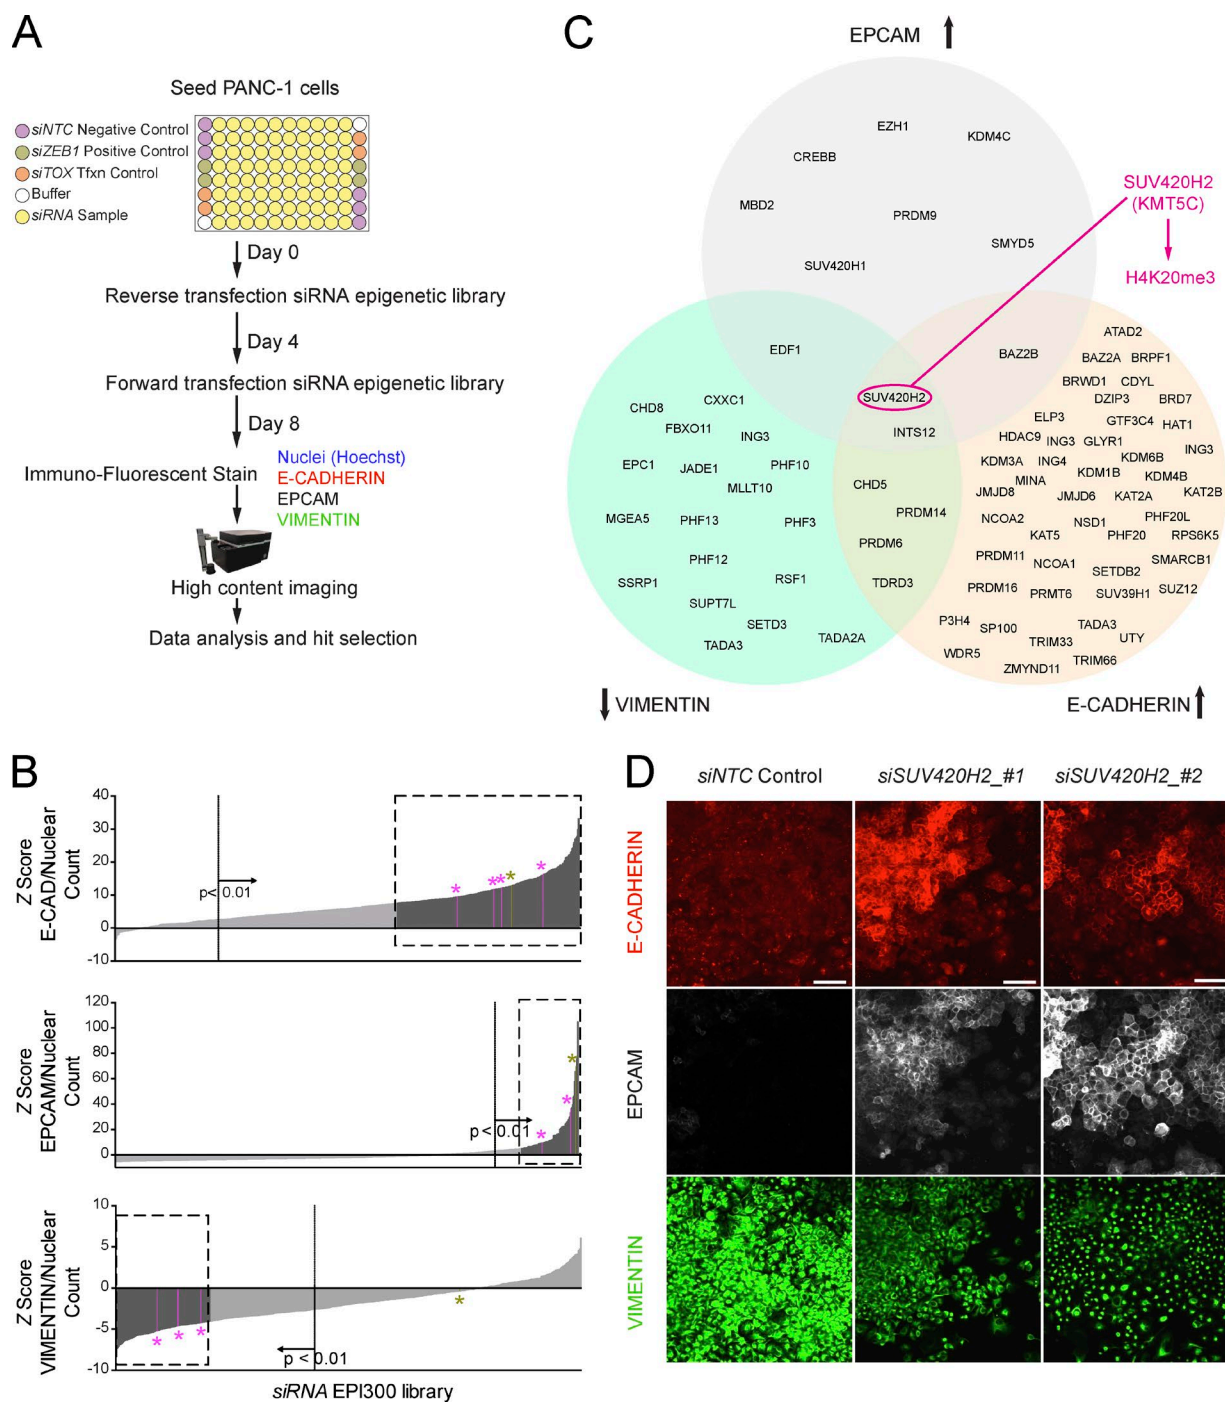 A
Seed PANC-1 cells
siNTC Negative Control
siZEB1 Positive Control
siTOX Tfxn Control
Buffer
siRNA Sample
Day 0
Reverse transfection siRNA epigenetic library
Day 4
Forward transfection siRNA epigenetic library
Day 8
Immuno-Fluorescent Stain
Nuclei (Hoechst)
E-CADHERIN
EPCAM
VIMENTIN
High content imaging
Data analysis and hit selection
C
EPCAM
EZH1
KDM4C
CREBB
MBD2
PRDM9
SMYD5
SUV420H1
SUV420H2
(KMT5C)
H4K20me3
EDF1
BAZ2B
SUV420H2
INTS12
CHD5
PRDM14
PRDM6
TDRD3
CHD8
CXXC1
FBXO11
ING3
EPC1
JADE1
PHF10
MLLT10
MGEA5
PHF13
PHF3
PHF12
SSRP1
RSF1
SUPT7L
SETD3
TADA3
TADA2A
ATAD2
BAZ2A BRPF1
BRWD1 CDYL
DZIP3 BRD7
ELP3 GTF3C4 HAT1
HDAC9 ING3 GLYR1 ING3
KDM3A ING4 KDM6B
MINA KDM1B KDM4B
JMJD8 JMJD6 KAT2A KAT2B
NCOA2 NSD1 PHF20L
KAT5 PHF20 RPS6K5
PRDM11 NCOA1 SMARCB1
SETDB2
PRDM16 PRMT6 SUV39H1 SUZ12
P3H4 SP100 TADA3
TRIM33 UTY
WDR5 TRIM66
ZMYND11
VIMENTIN
E-CADHERIN
B
Z Score
E-CAD/Nuclear
Count
40
30
20
10
0
-10
p< 0.01
*
*
*
*
*
Z Score
EPCAM/Nuclear
Count
120
100
80
60
40
20
0
p< 0.01
*
*
*
Z Score
VIMENTIN/Nuclear
Count
10
5
0
-5
-10
p< 0.01
*
*
*
*
siRNA EPI300 library
D
siNTC Control
siSUV420H2_#1
siSUV420H2_#2
E-CADHERIN
EPCAM
VIMENTIN